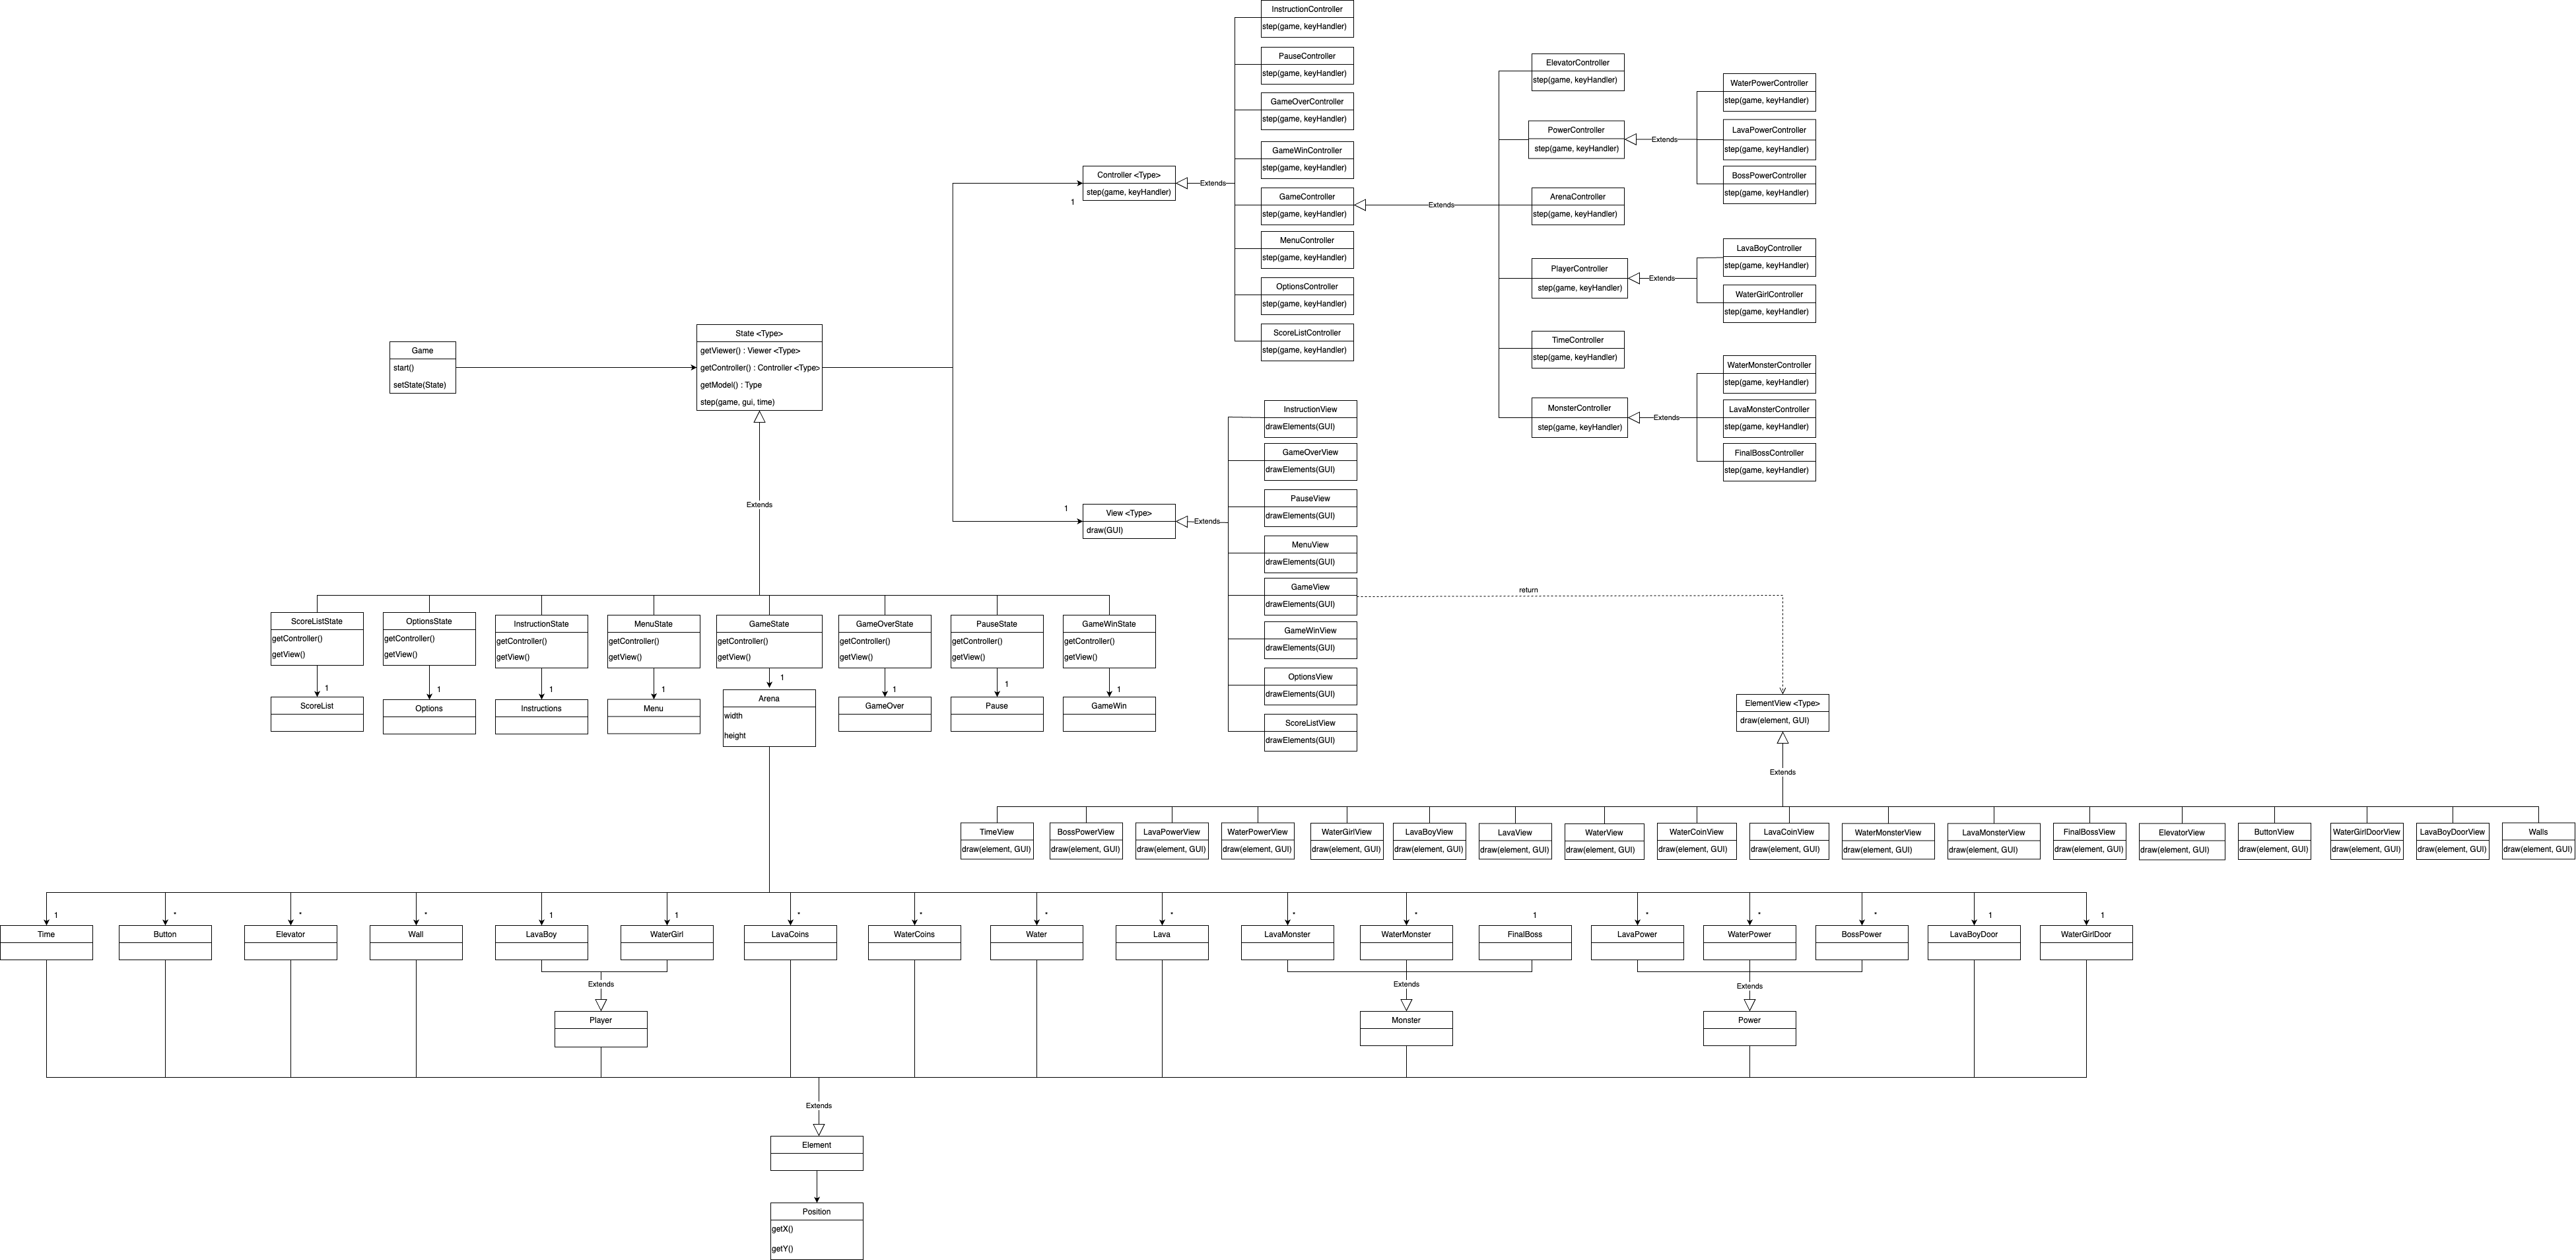 InstructionController
step(game, keyHandler)
PauseController
step(game, keyHandler)
GameOverController
step(game, keyHandler)
GameWinController
step(game, keyHandler)
GameController
step(game, keyHandler)
MenuController
step(game, keyHandler)
OptionsController
step(game, keyHandler)
ScoreListController
step(game, keyHandler)
Controller <Type>
step(game, keyHandler)
1
Extends
Extends
ElevatorController
step(game, keyHandler)
PowerController
step(game, keyHandler)
ArenaController
step(game, keyHandler)
PlayerController
step(game, keyHandler)
TimeController
step(game, keyHandler)
MonsterController
step(game, keyHandler)
Extends
WaterPowerController
step(game, keyHandler)
LavaPowerController
step(game, keyHandler)
BossPowerController
step(game, keyHandler)
Extends
LavaBoyController
step(game, keyHandler)
WaterGirlController
step(game, keyHandler)
Extends
WaterMonsterController
step(game, keyHandler)
LavaMonsterController
step(game, keyHandler)
FinalBossController
step(game, keyHandler)
Game
start()
setState(State)
State <Type>
getViewer() : Viewer <Type>
getController() : Controller <Type>
getModel() : Type
step(game, gui, time)
Extends
1
View <Type>
draw(GUI)
Extends
InstructionView
drawElements(GUI)
GameOverView
drawElements(GUI)
PauseView
drawElements(GUI)
MenuView
drawElements(GUI)
GameView
drawElements(GUI)
GameWinView
drawElements(GUI)
OptionsView
drawElements(GUI)
ScoreListView
drawElements(GUI)
return
ScoreListState
getController()
getView()
1
ScoreList
OptionsState
getController()
getView()
1
Options
InstructionState
getController()
getView()
1
Instructions
MenuState
getController()
getView()
1
Menu
GameState
getController()
getView()
1
Arena
width
height
GameOverState
getController()
getView()
1
GameOver
PauseState
getController()
getView()
1
Pause
GameWinState
getController()
getView()
1
GameWin
ElementView <Type>
draw(element, GUI)
Extends
TimeView
draw(element, GUI)
BossPowerView
draw(element, GUI)
LavaPowerView
draw(element, GUI)
WaterPowerView
draw(element, GUI)
WaterGirlView
draw(element, GUI)
LavaBoyView
draw(element, GUI)
LavaView
draw(element, GUI)
WaterView
draw(element, GUI)
WaterCoinView
draw(element, GUI)
LavaCoinView
draw(element, GUI)
WaterMonsterView
draw(element, GUI)
LavaMonsterView
draw(element, GUI)
FinalBossView
draw(element, GUI)
ElevatorView
draw(element, GUI)
ButtonView
draw(element, GUI)
WaterGirlDoorView
draw(element, GUI)
LavaBoyDoorView
draw(element, GUI)
Walls
draw(element, GUI)
1
Time
*
Button
*
Elevator
*
Wall
1
LavaBoy
1
WaterGirl
*
LavaCoins
*
WaterCoins
*
Water
*
Lava
*
LavaMonster
*
WaterMonster
1
FinalBoss
*
LavaPower
*
WaterPower
*
BossPower
1
LavaBoyDoor
1
WaterGirlDoor
Extends
Player
Extends
Monster
Extends
Power
Extends
Element
Position
getX()
getY()